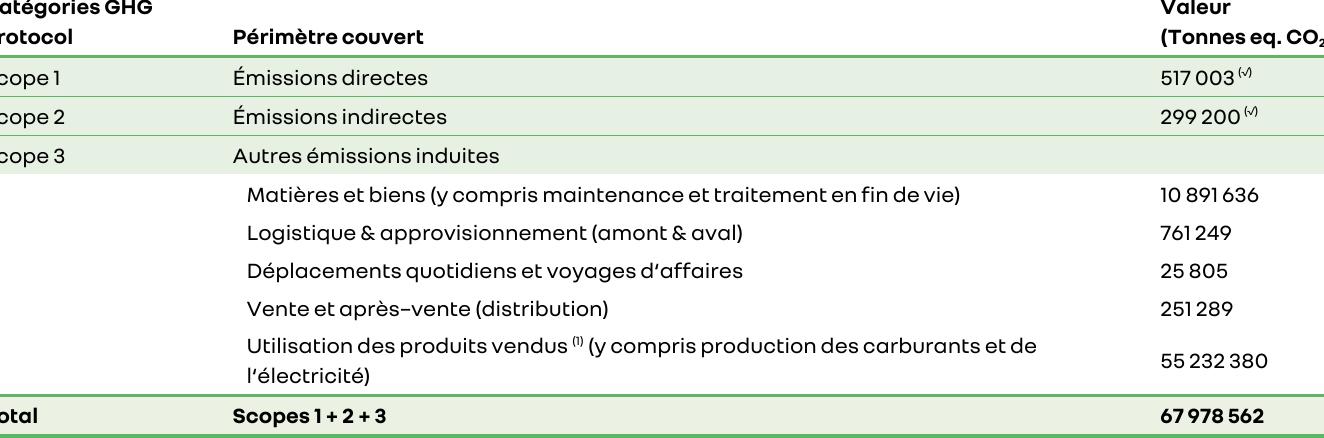 atégories GHG Valeur
rotocol Périmètre couvert (Tonnes eq. CO₂
cope 1 Émissions directes 517 003 (√)
cope 2 Émissions indirectes 299 200 (√)
cope 3 Autres émissions induites
Matières et biens (y compris maintenance et traitement en fin de vie) 10 891 636
Logistique & approvisionnement (amont & aval) 761 249
Déplacements quotidiens et voyages d’affaires 25 805
Vente et après-vente (distribution) 251 289
Utilisation des produits vendus (1) (y compris production des carburants et de
l’électricité) 55 232 380
otal Scopes 1 + 2 + 3 67 978 562